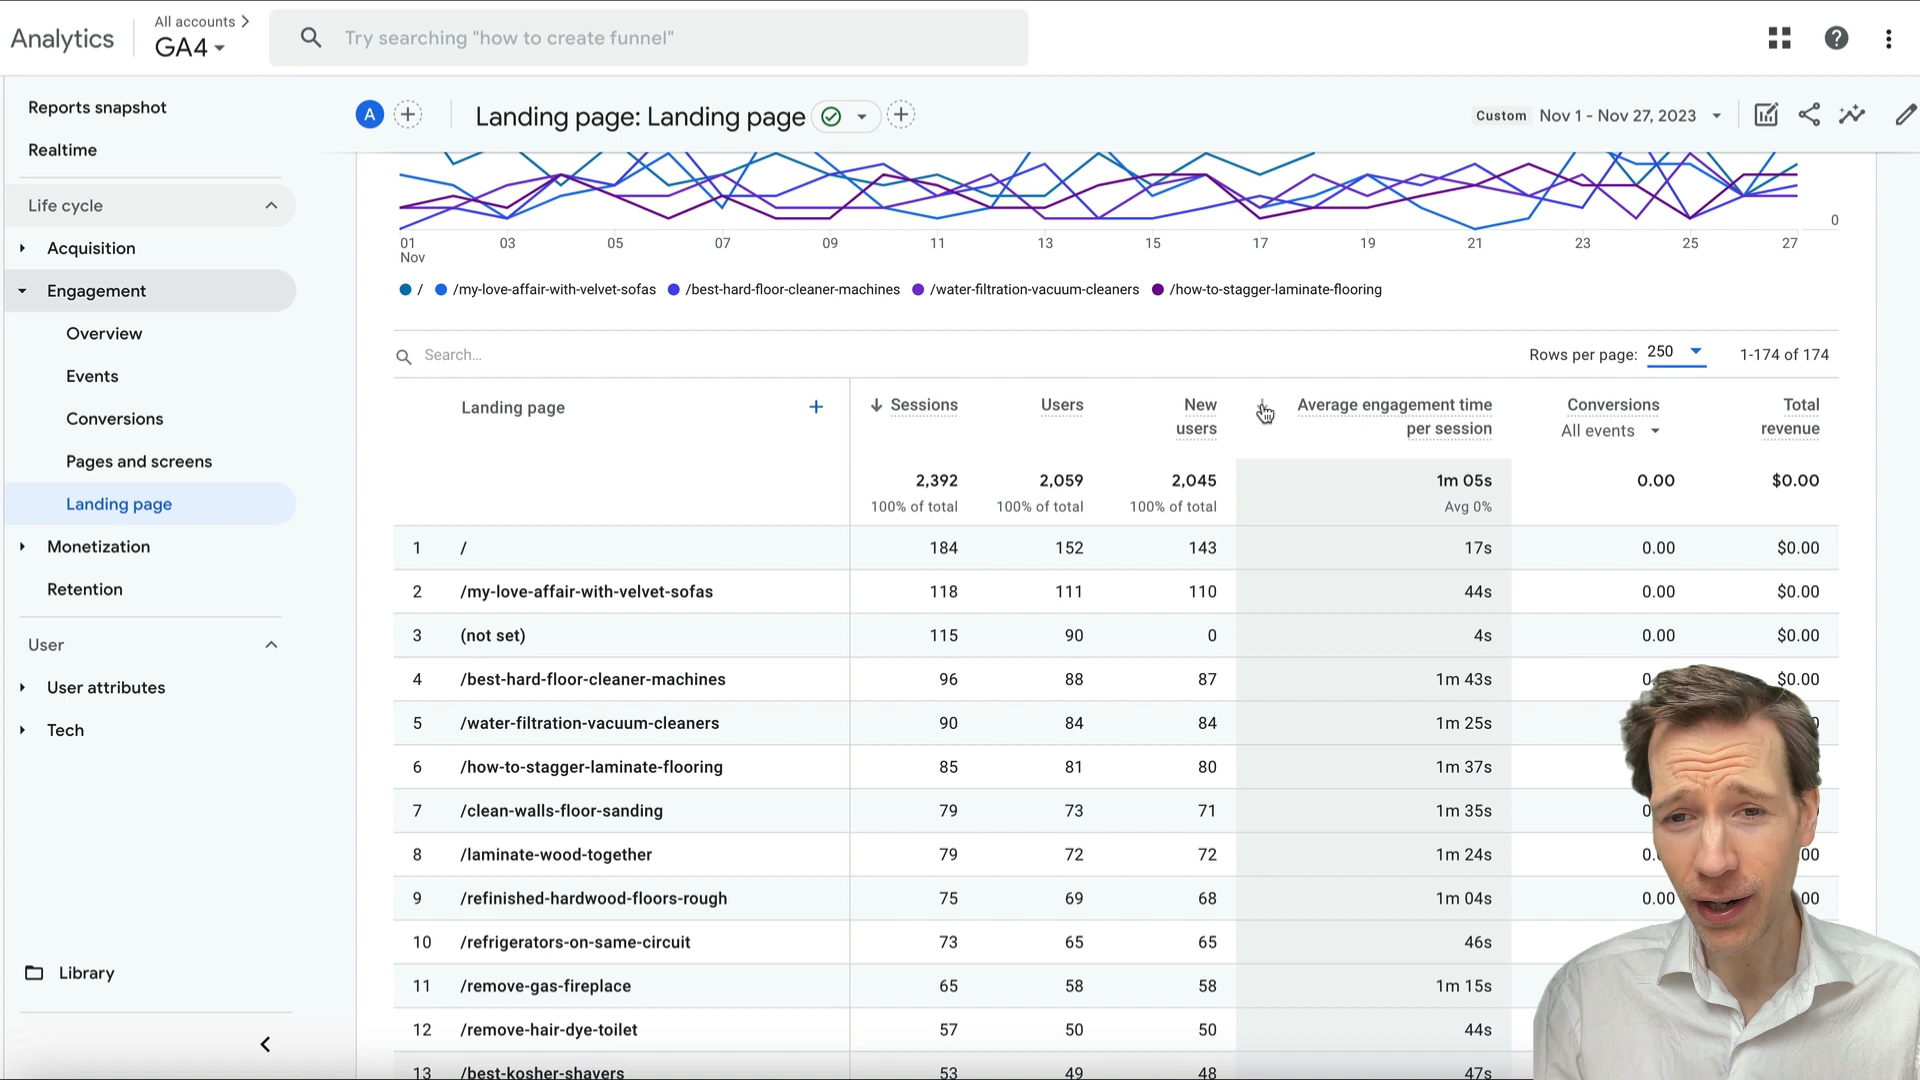 Analytics
All accounts
GA4
Try searching "how to create funnel"
Reports snapshot
Realtime
Life cycle
Acquisition
Engagement
Overview
Events
Conversions
Pages and screens
Landing page
Monetization
Retention
User
User attributes
Tech
Library
A
Landing page: Landing page
Custom Nov 1 - Nov 27, 2023
0
01 03 05 07 09 11 13 15 17 19 21 23 25 27
Nov
/ /my-love-affair-with-velvet-sofas /best-hard-floor-cleaner-machines /water-filtration-vacuum-cleaners /how-to-stagger-laminate-flooring
Search... Rows per page: 250 1-174 of 174
Landing page + Sessions Users New Average engagement time Conversions Total
users per session All events revenue
2,392 2,059 2,045 1m 05s 0.00 $0.00
100% of total 100% of total 100% of total Avg 0%
1 / 184 152 143 17s 0.00 $0.00
2 /my-love-affair-with-velvet-sofas 118 111 110 44s 0.00 $0.00
3 (not set) 115 90 0 4s 0.00 $0.00
4 /best-hard-floor-cleaner-machines 96 88 87 1m 43s $0.00
5 /water-filtration-vacuum-cleaners 90 84 84 1m 25s
6 /how-to-stagger-laminate-flooring 85 81 80 1m 37s
7 /clean-walls-floor-sanding 79 73 71 1m 35s
8 /laminate-wood-together 79 72 72 1m 24s
9 /refinished-hardwood-floors-rough 75 69 68 1m 04s 0.00
10 /refrigerators-on-same-circuit 73 65 65 46s
11 /remove-gas-fireplace 65 58 58 1m 15s
12 /remove-hair-dye-toilet 57 50 50 44s
13 /best-kosher-shavers 53 49 48 47s